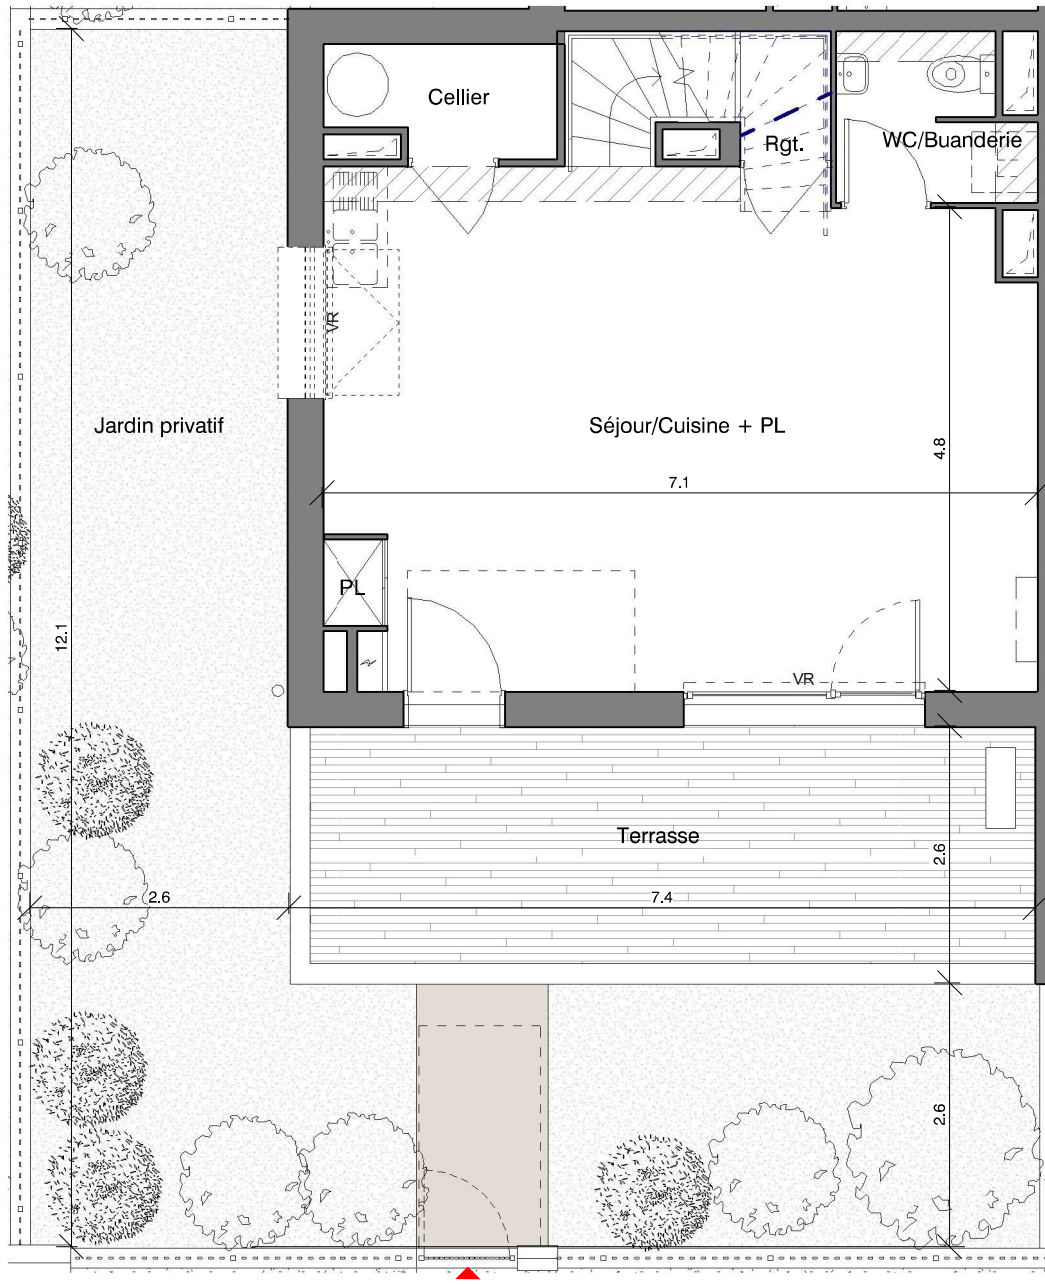 Cellier
Rgt.
WC/Buanderie
VR
Jardin privatif
Séjour/Cuisine + PL
4.8
7.1
PL
12.1
VR
Terrasse
2.6
2.6
7.4
2.6